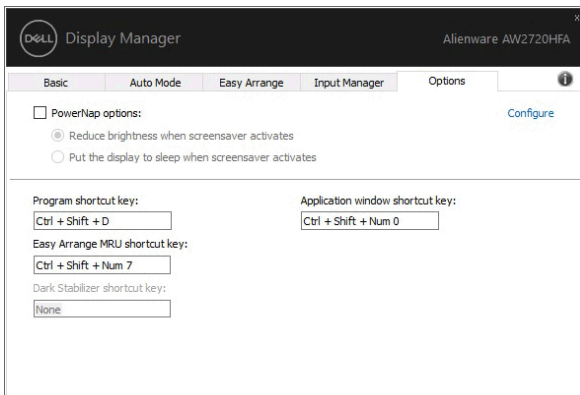 DELL Display Manager
Alienware AW2720HFA
x
Basic Auto Mode Easy Arrange Input Manager Options
i
PowerNap options:
Configure
Reduce brightness when screensaver activates
Put the display to sleep when screensaver activates
Program shortcut key:
Ctrl + Shift + D
Application window shortcut key:
Ctrl + Shift + Num 0
Easy Arrange MRU shortcut key:
Ctrl + Shift + Num 7
Dark Stabilizer shortcut key:
None